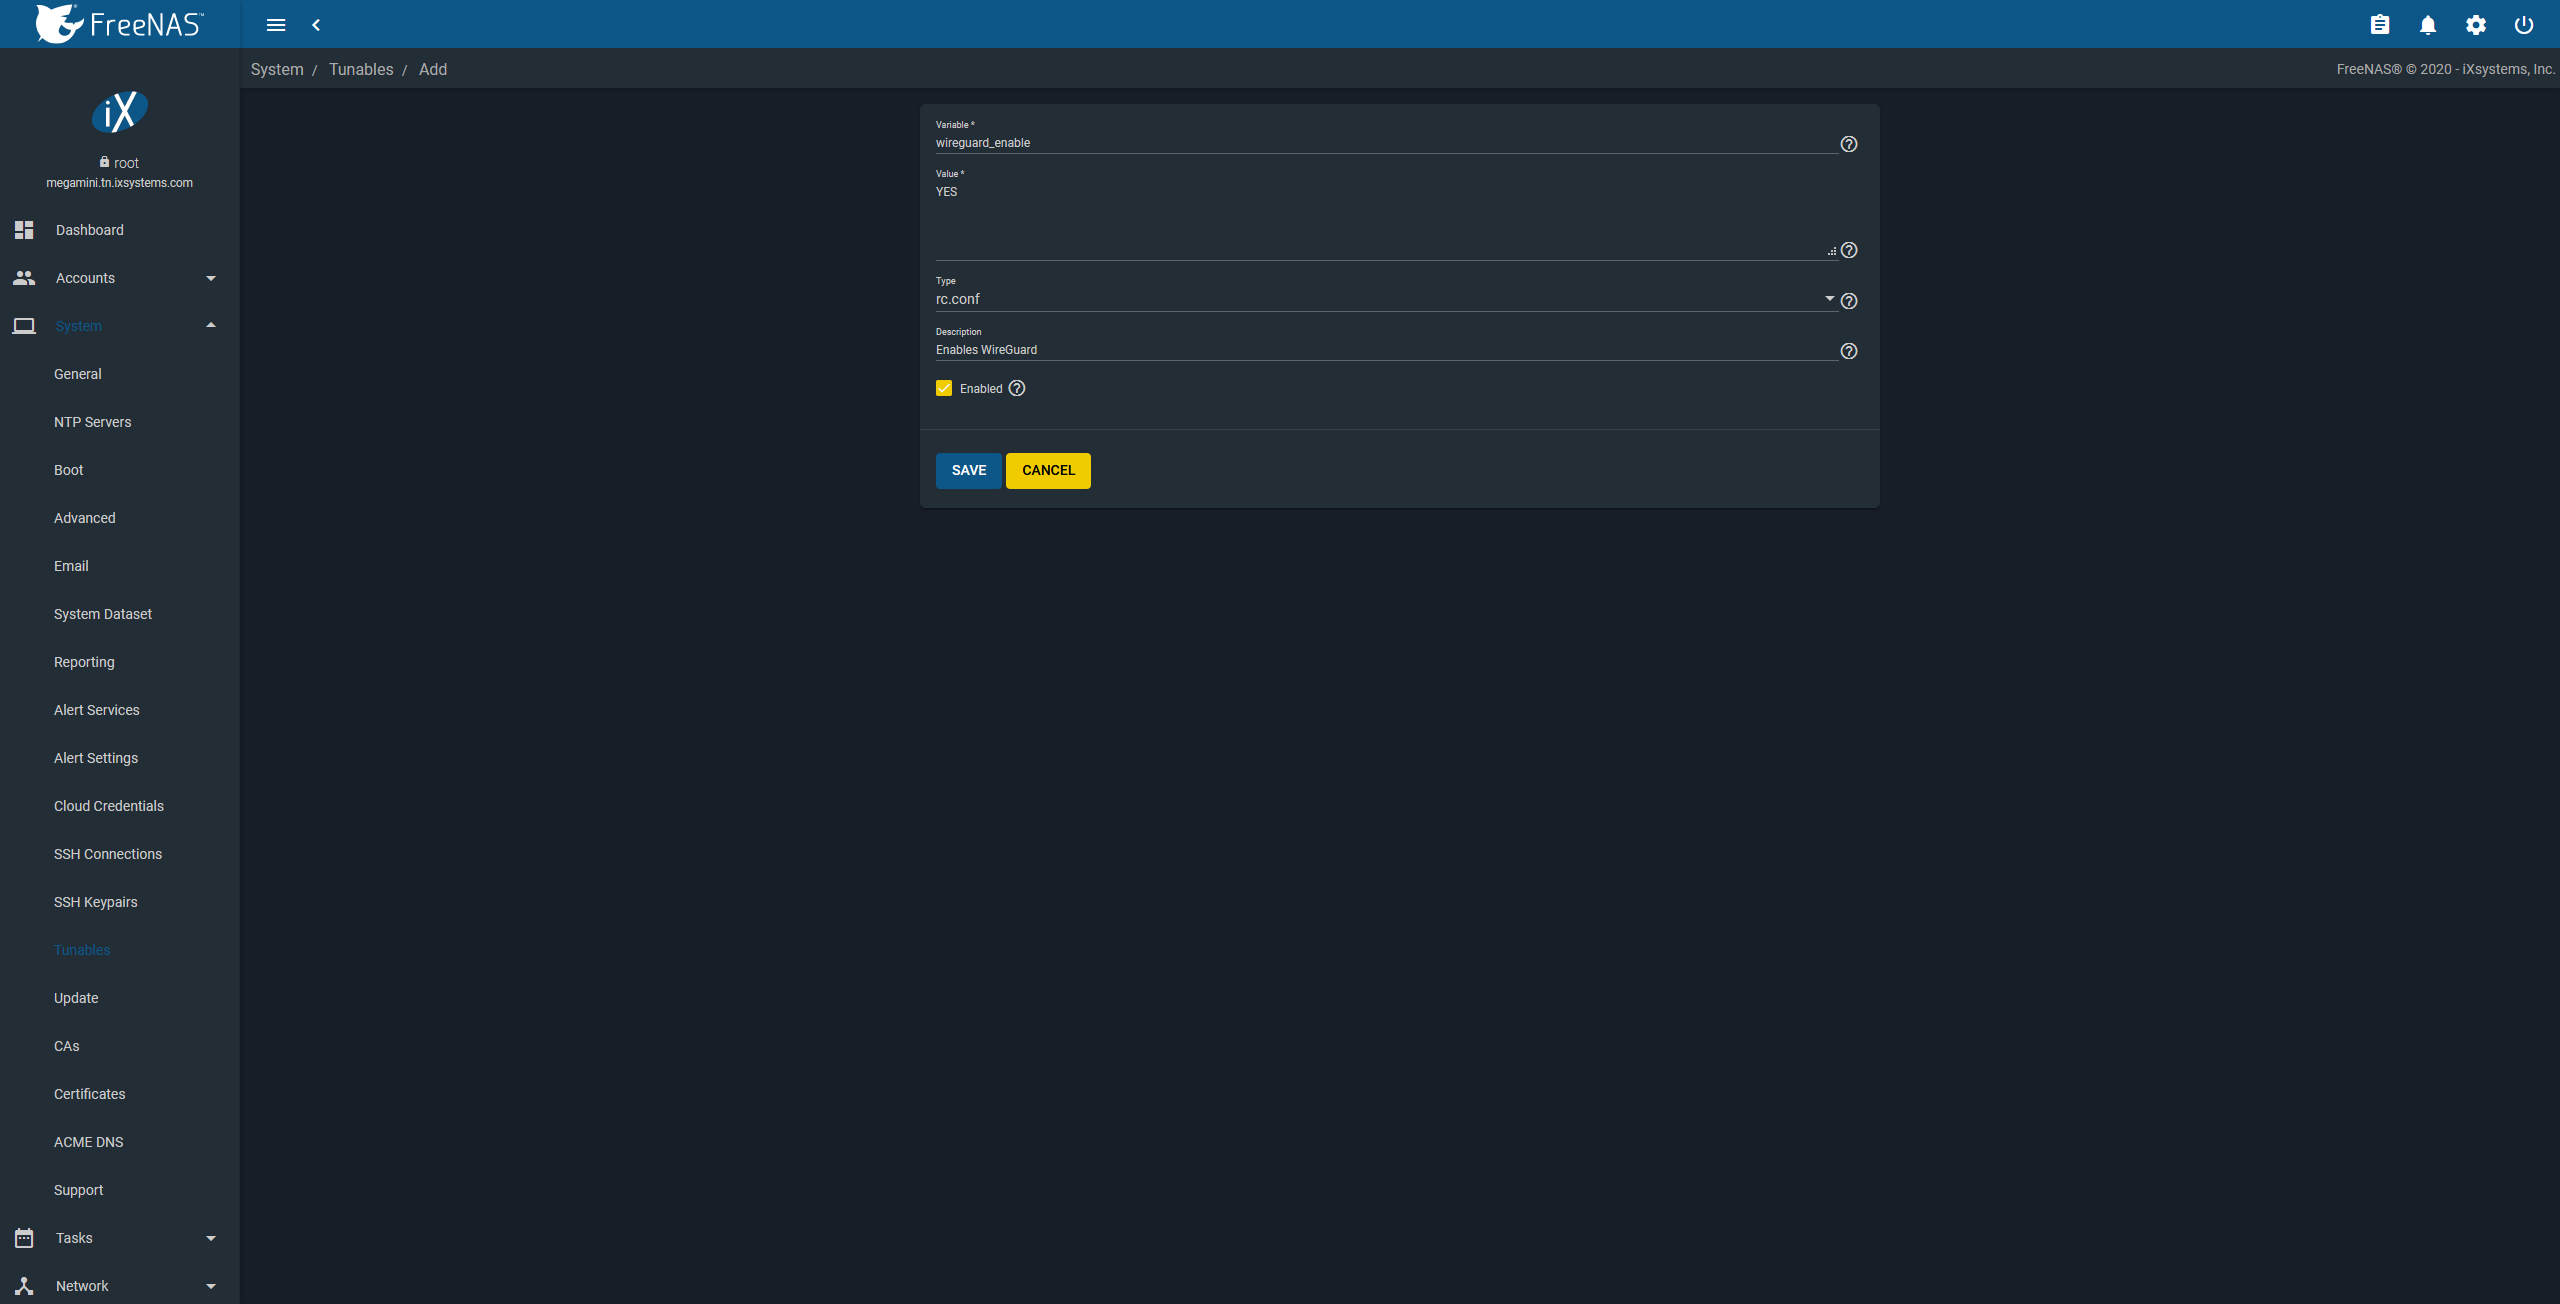 FreeNAS™
System / Tunables / Add
FreeNAS® © 2020 - iXsystems, Inc.
iX
root
megamini.tn.ixsystems.com
Dashboard
Accounts
System
General
NTP Servers
Boot
Advanced
Email
System Dataset
Reporting
Alert Services
Alert Settings
Cloud Credentials
SSH Connections
SSH Keypairs
Tunables
Update
CAs
Certificates
ACME DNS
Support
Tasks
Network
Variable *
wireguard_enable
Value *
YES
Type
rc.conf
Description
Enables WireGuard
Enabled
SAVE CANCEL